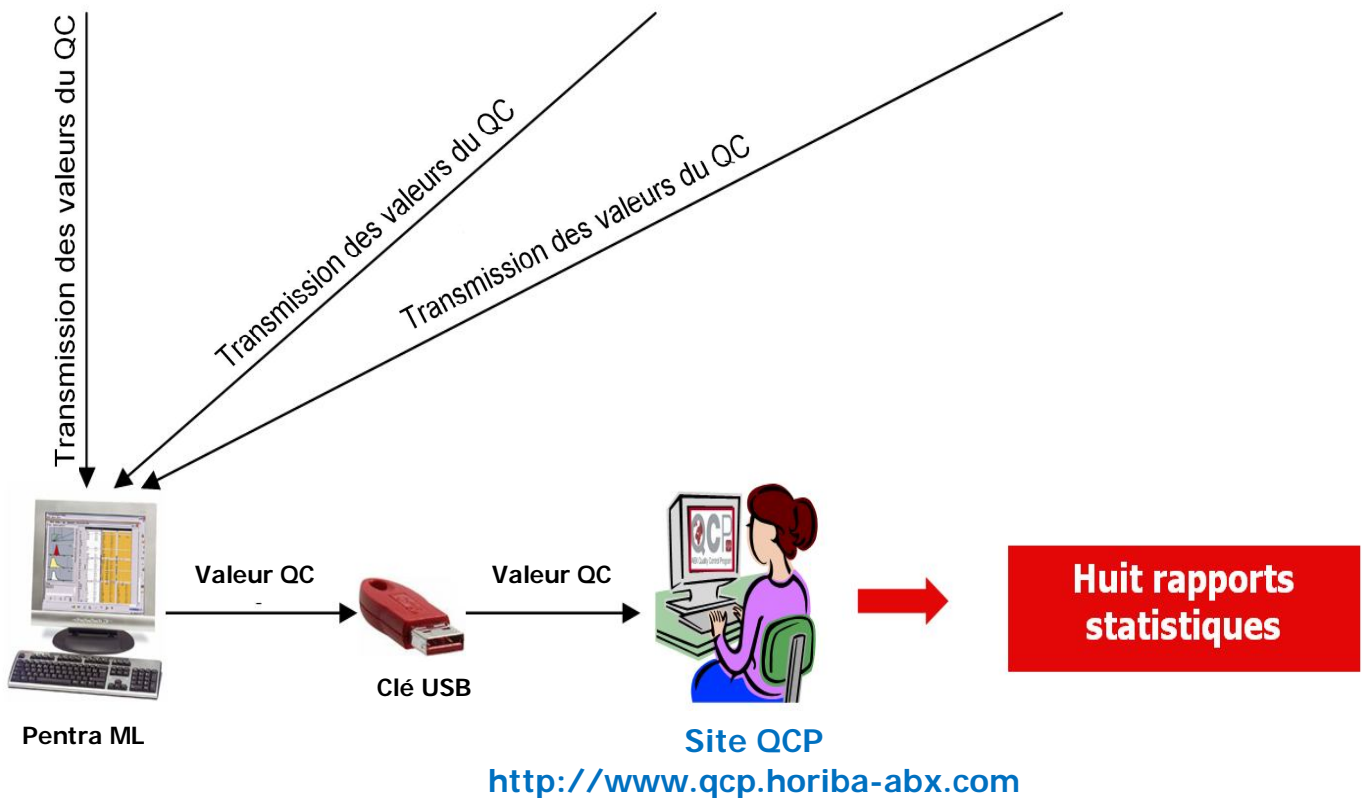 Transmission des valeurs du QC
Transmission des valeurs du QC
Transmission des valeurs du QC
Valeur QC
Valeur QC
QCP
Huit rapports
statistiques
Clé USB
Pentra ML
Site QCP
http://www.qcp.horiba-abx.com